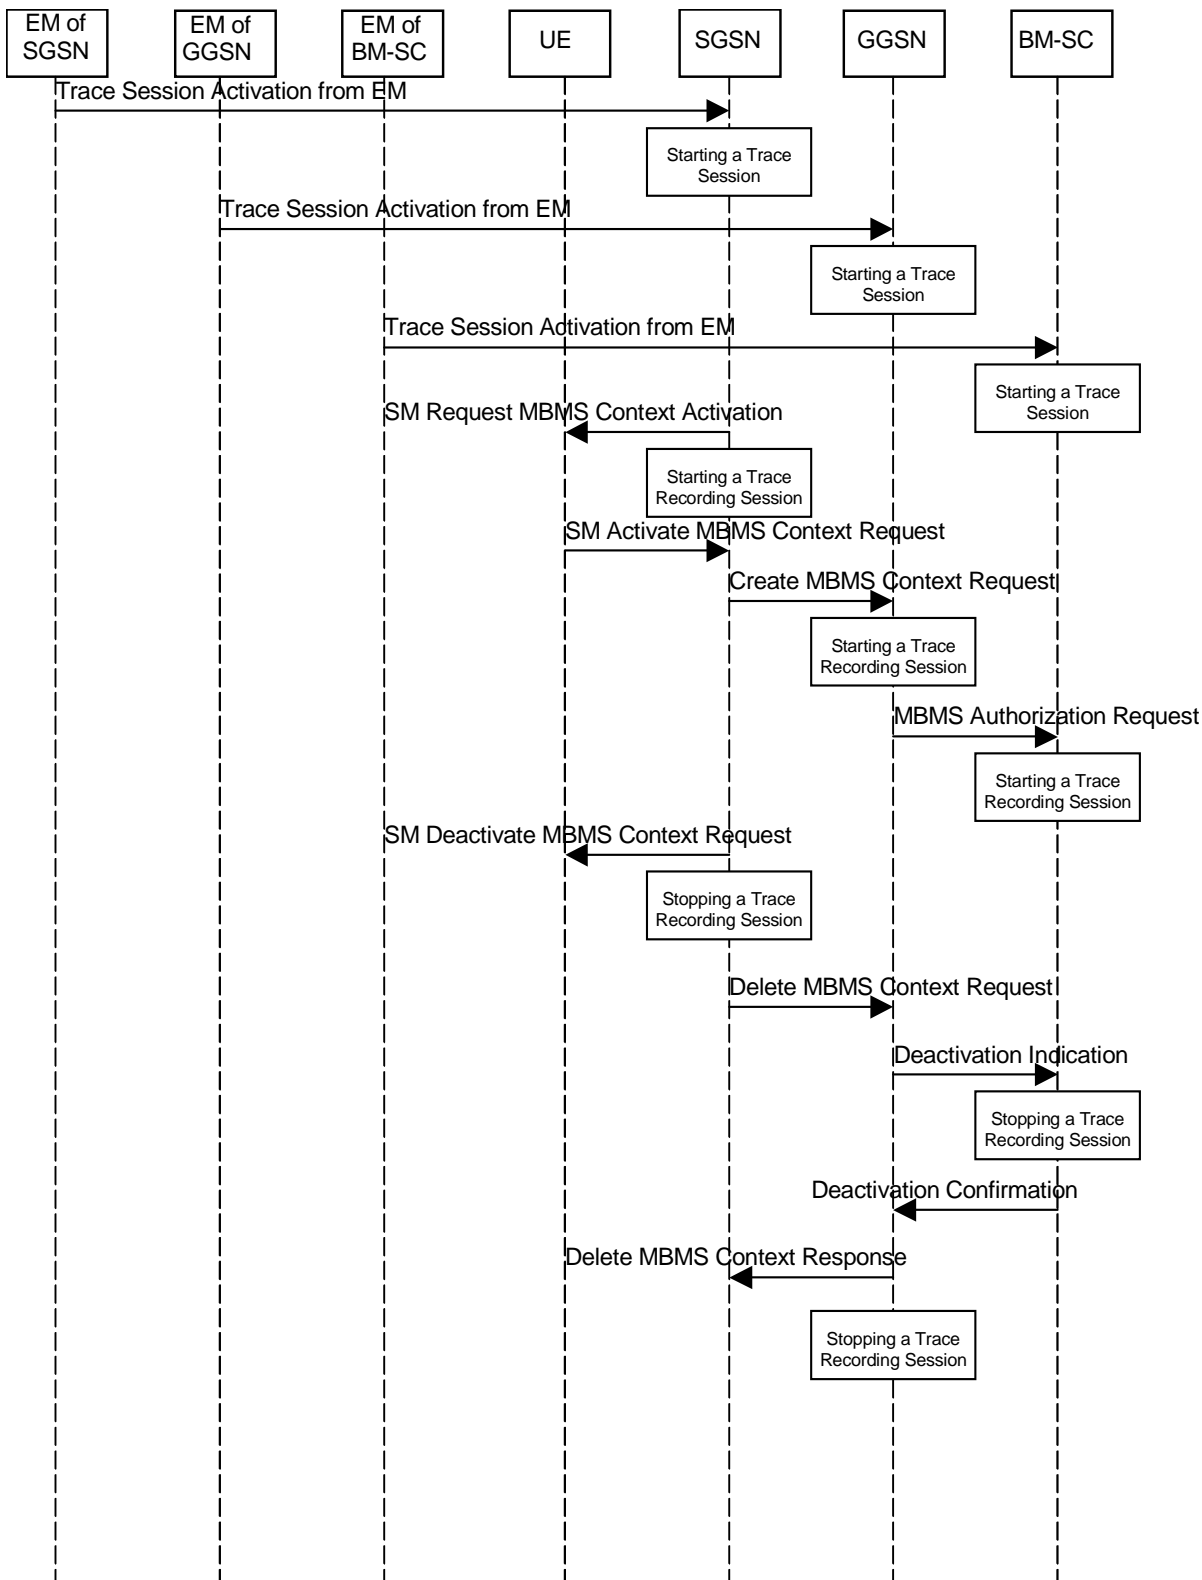 EM of
SGSN
EM of
GGSN
EM of
BM-SC
UE
SGSN
GGSN
BM-SC
Trace Session Activation from EM
Starting a Trace
Session
Trace Session Activation from EM
Starting a Trace
Session
Trace Session Activation from EM
Starting a Trace
Session
SM Request MBMS Context Activation
Starting a Trace
Recording Session
SM Activate MBMS Context Request
Create MBMS Context Request
Starting a Trace
Recording Session
MBMS Authorization Request
Starting a Trace
Recording Session
SM Deactivate MBMS Context Request
Stopping a Trace
Recording Session
Delete MBMS Context Request
Deactivation Indication
Stopping a Trace
Recording Session
Deactivation Confirmation
Delete MBMS Context Response
Stopping a Trace
Recording Session